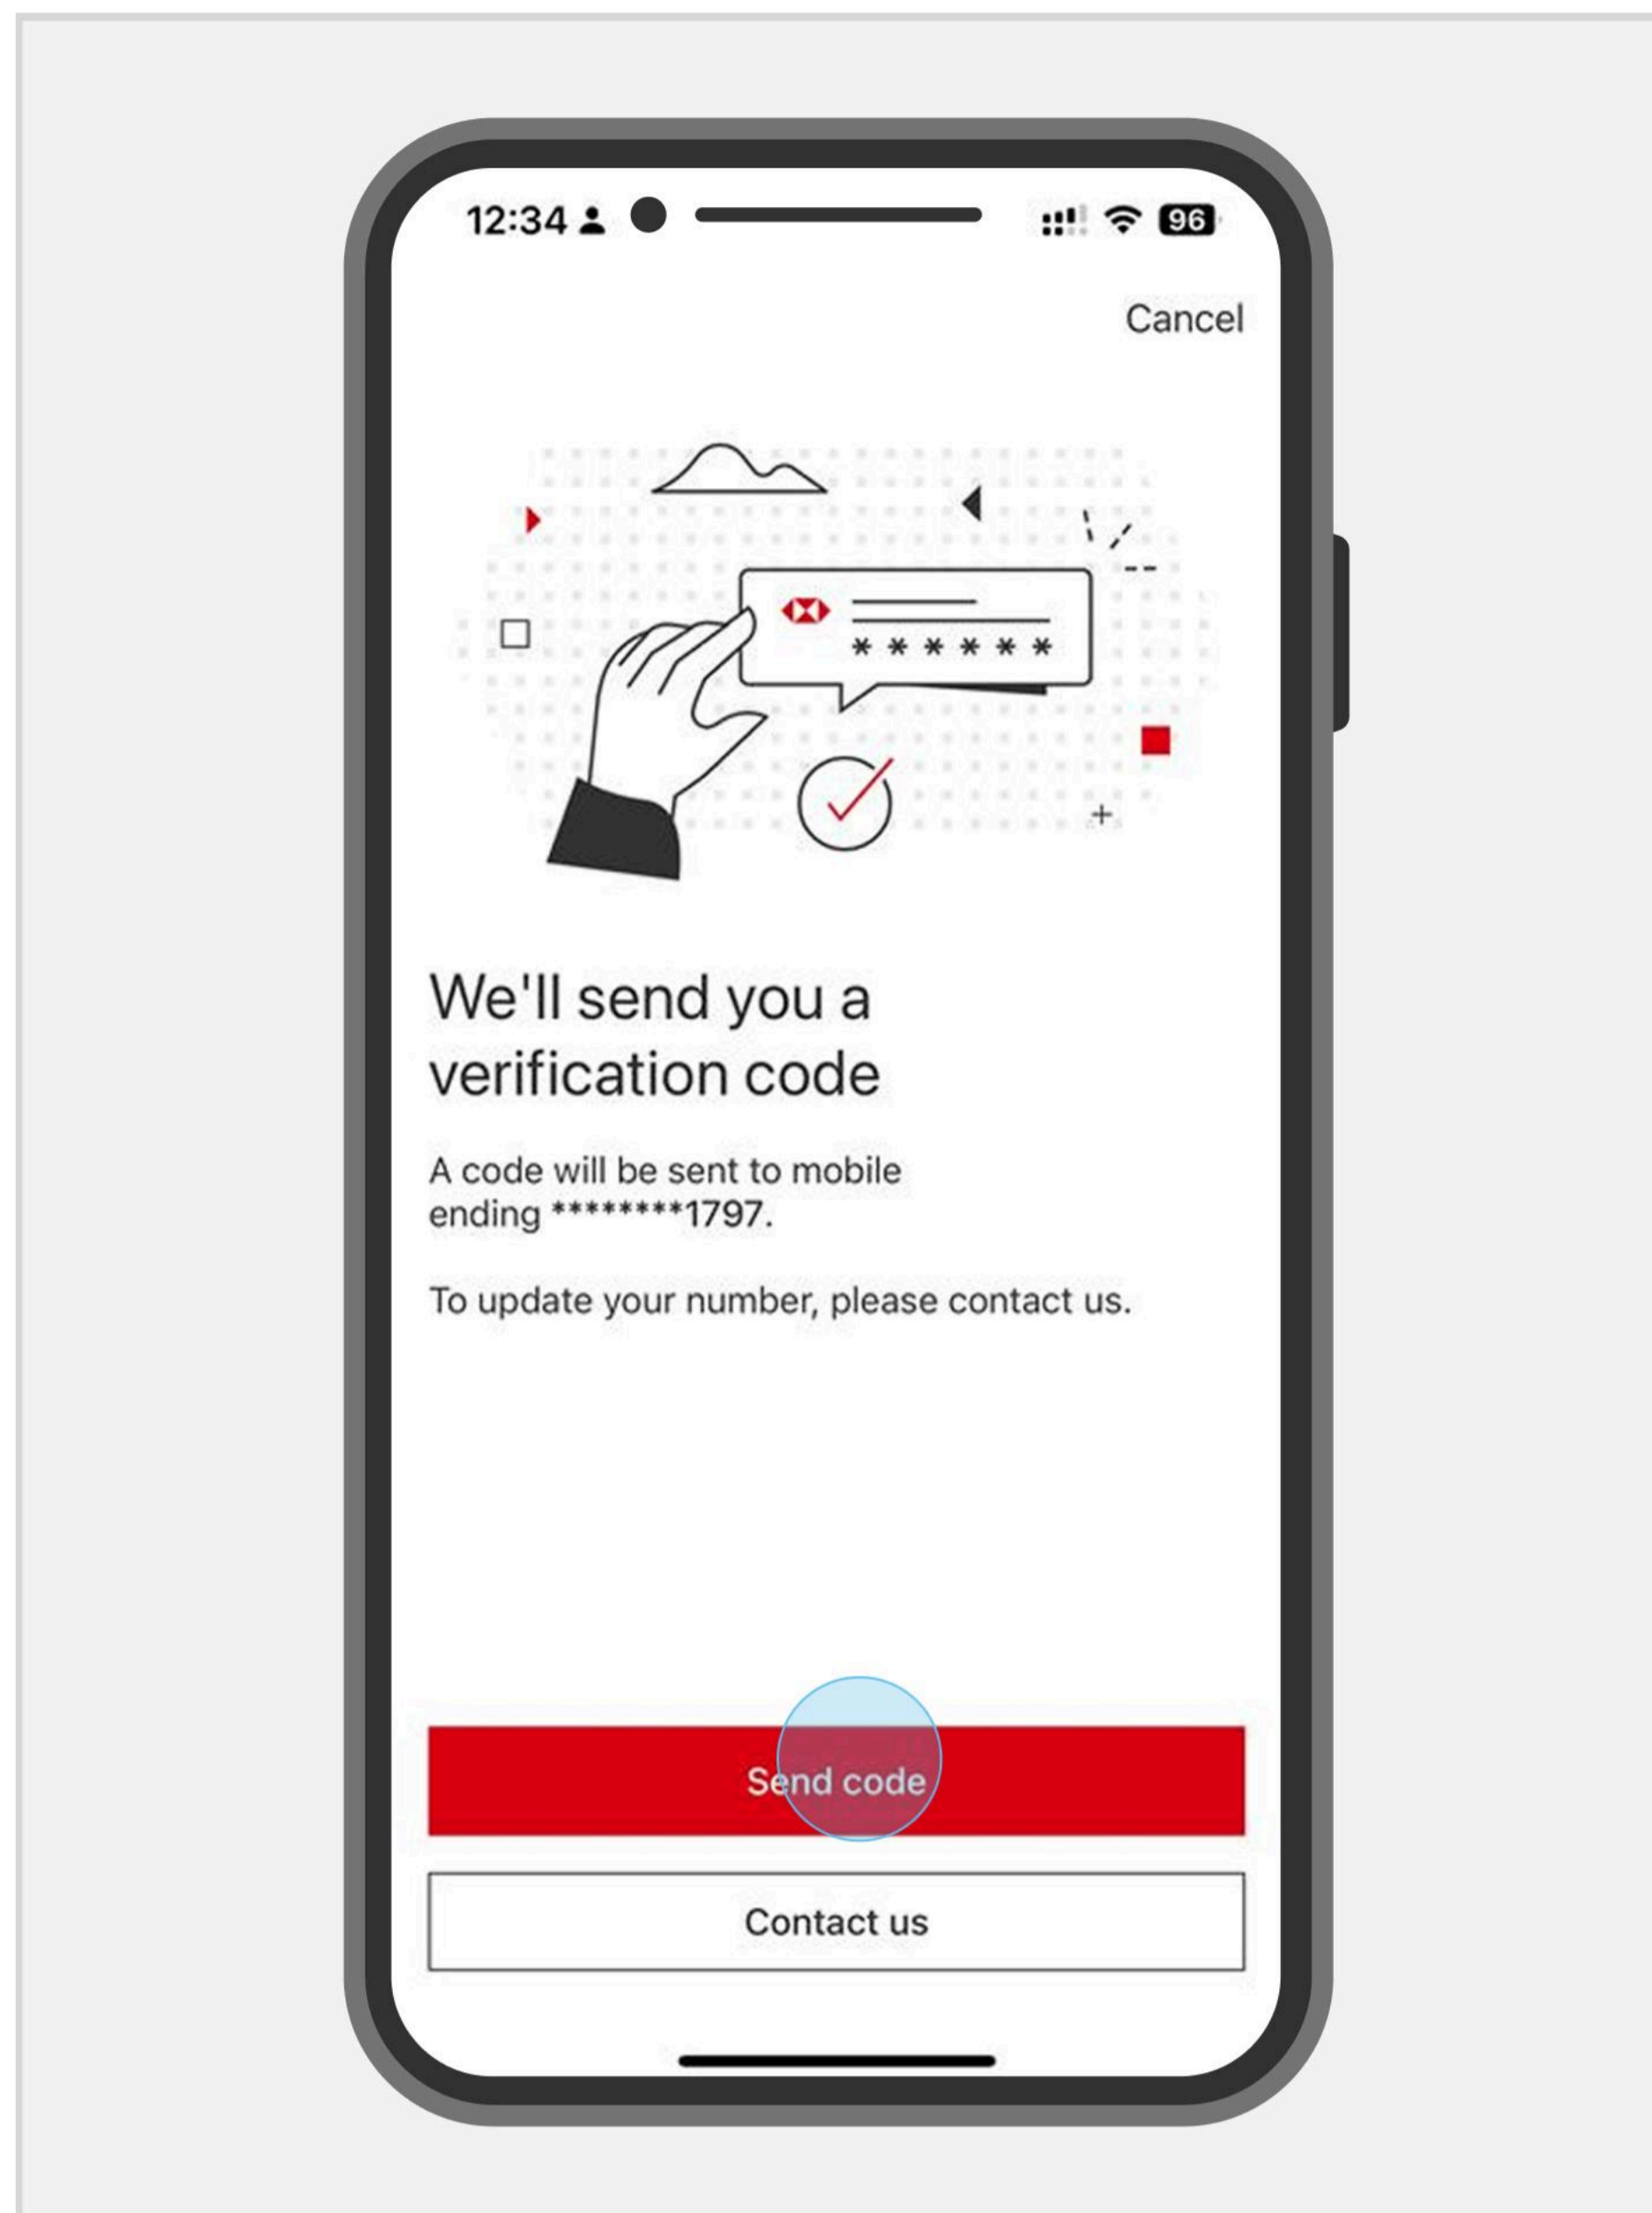 12:34
96
Cancel
* * * * * *
We'll send you a
verification code
A code will be sent to mobile
ending ********1797.
To update your number, please contact us.
Send code
Contact us